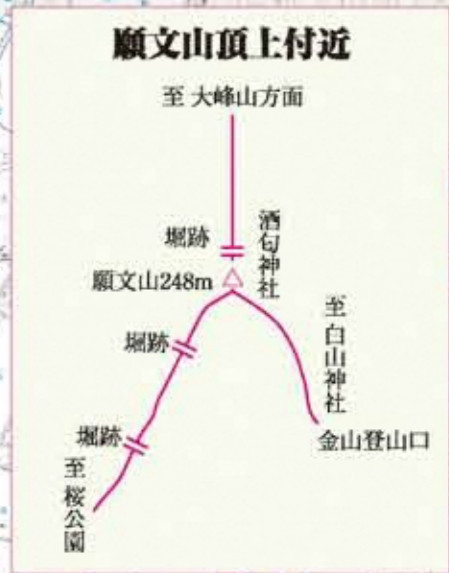 願文山頂上付近
至 大峰山方面
堀跡
酒匂神社
願文山248m
堀跡
至 白山神社
堀跡
金山登山口
至 桜公園